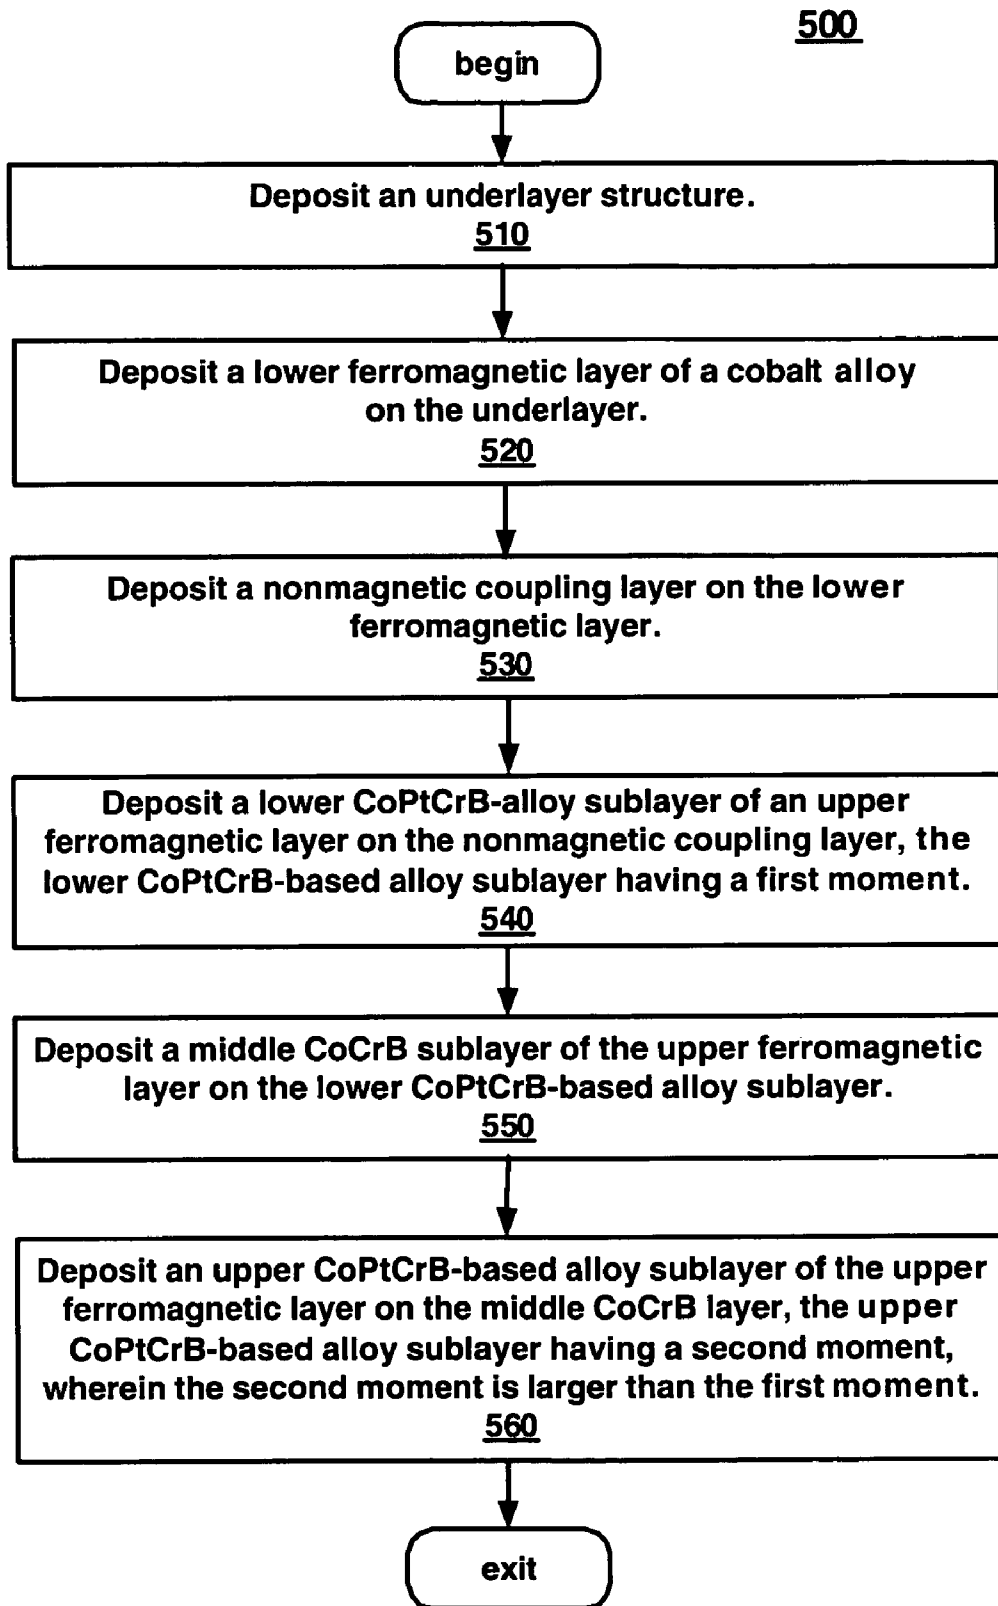 500
begin
Deposit an underlayer structure.
510
Deposit a lower ferromagnetic layer of a cobalt alloy
on the underlayer.
520
Deposit a nonmagnetic coupling layer on the lower
ferromagnetic layer.
530
Deposit a lower CoPtCrB-alloy sublayer of an upper
ferromagnetic layer on the nonmagnetic coupling layer, the
lower CoPtCrB-based alloy sublayer having a first moment.
540
Deposit a middle CoCrB sublayer of the upper ferromagnetic
layer on the lower CoPtCrB-based alloy sublayer.
550
Deposit an upper CoPtCrB-based alloy sublayer of the upper
ferromagnetic layer on the middle CoCrB layer, the upper
CoPtCrB-based alloy sublayer having a second moment,
wherein the second moment is larger than the first moment.
560
exit